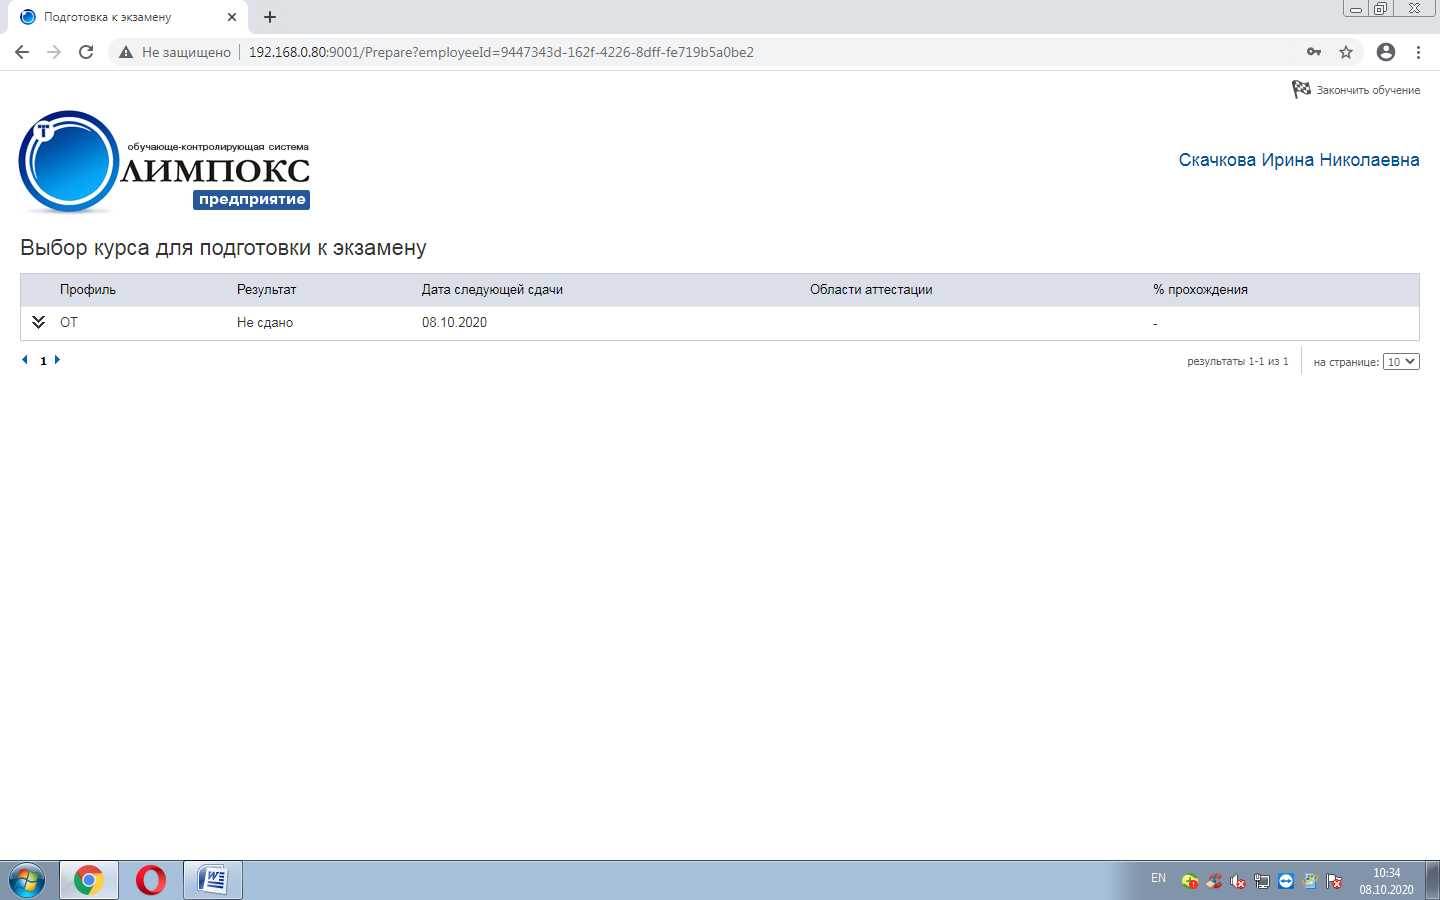 Подготовка к экзамену
Не защищено 192.168.0.80:9001/Prepare?employeeId=9447343d-162f-4226-8dff-fe719b5a0be2
Закончить обучение
Т
обучающе-контролирующая система
ЛИМПОКС
предприятие
Скачкова Ирина Николаевна
Выбор курса для подготовки к экзамену
Профиль Результат Дата следующей сдачи Области аттестации % прохождения
ОТ Не сдано 08.10.2020 -
1 результаты 1-1 из 1 на странице: 10
EN 10:34
08.10.2020